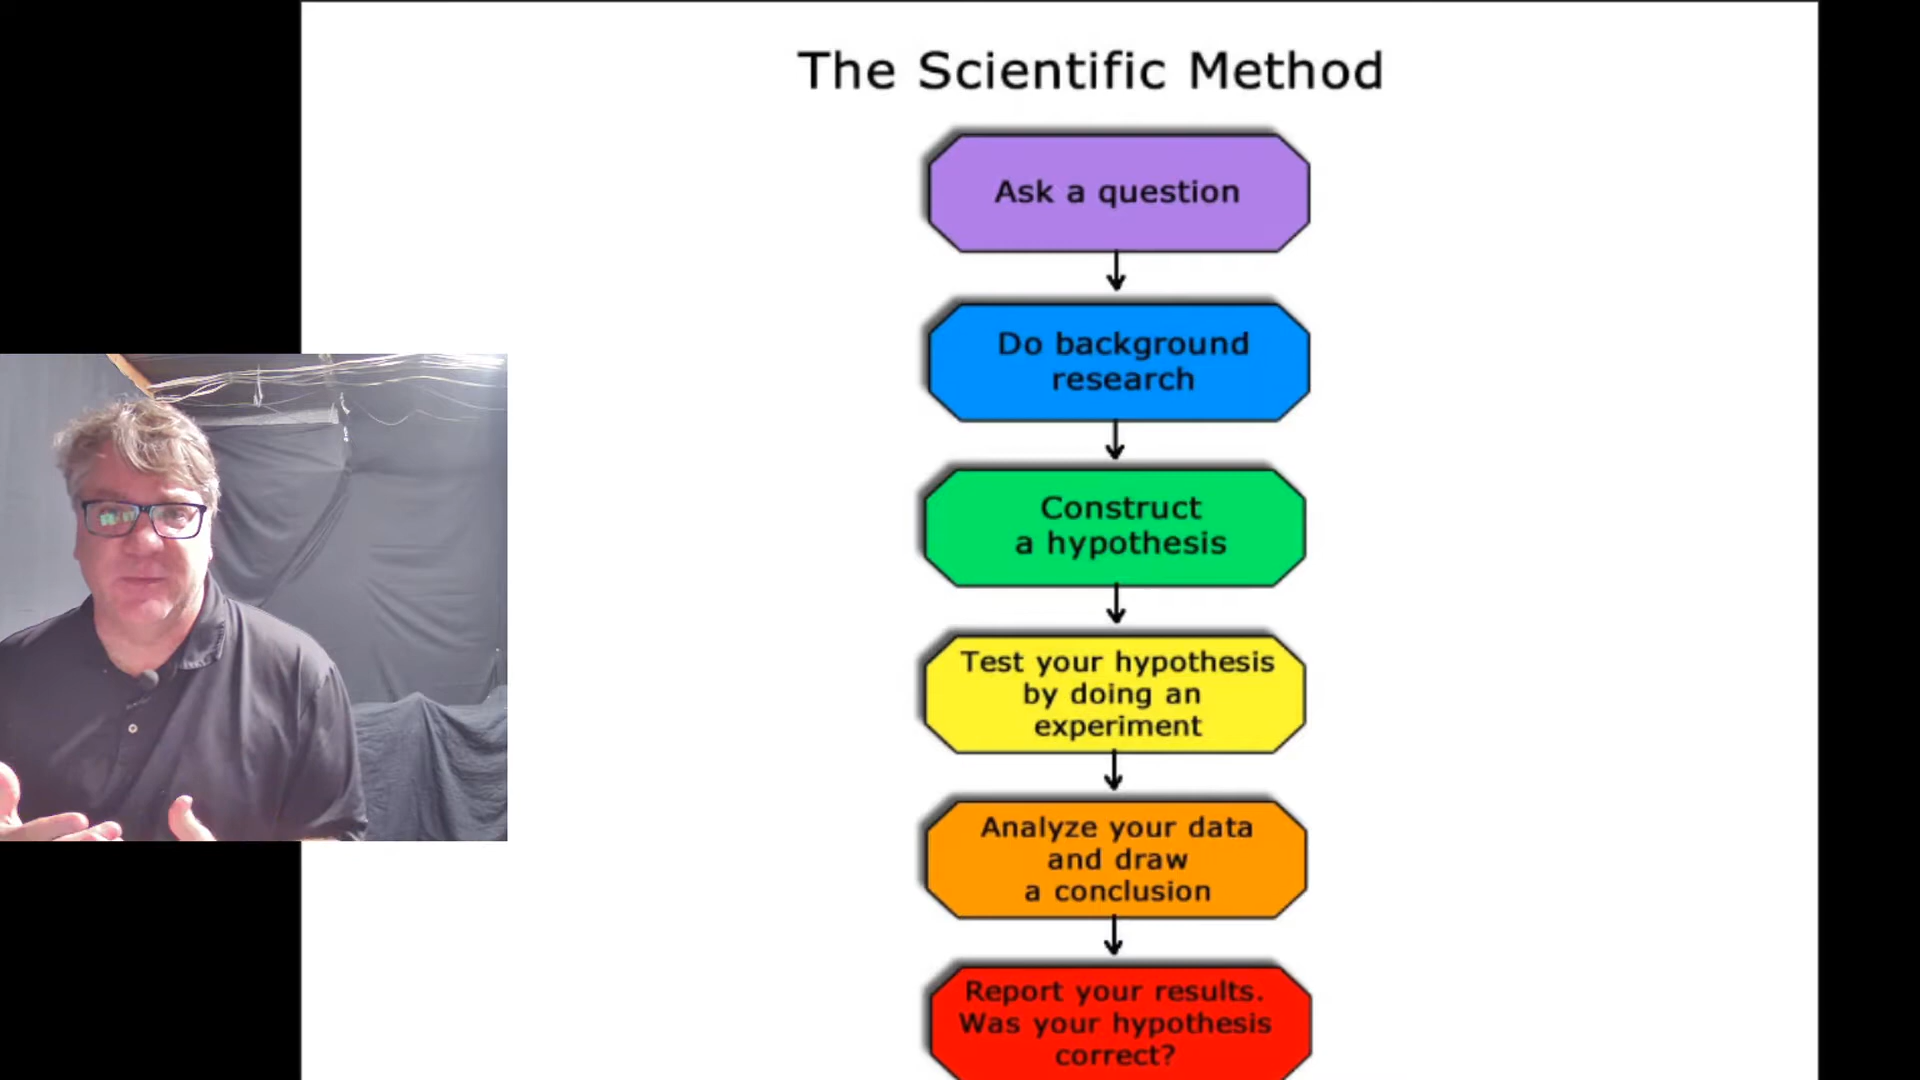 The Scientific Method
Ask a question
Do background
research
Construct
a hypothesis
Test your hypothesis
by doing an
experiment
Analyze your data
and draw
a conclusion
Report your results.
Was your hypothesis
correct?